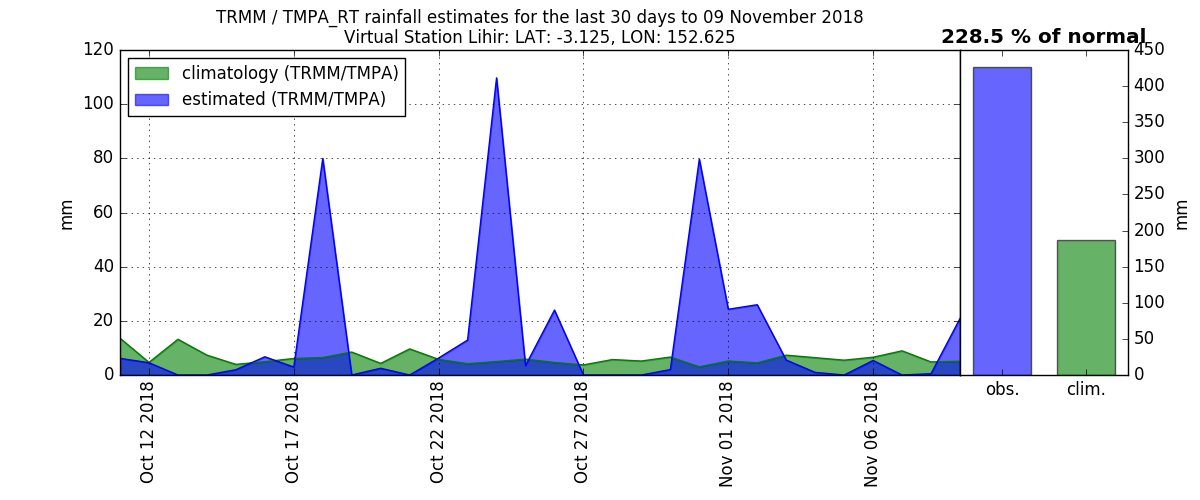 TRMM / TMPA_RT rainfall estimates for the last 30 days to 09 November 2018
Virtual Station Lihir: LAT: -3.125, LON: 152.625
228.5 % of normal
climatology (TRMM/TMPA)
estimated (TRMM/TMPA)
120
100
80
60
40
20
0
mm
Oct 12 2018
Oct 17 2018
Oct 22 2018
Oct 27 2018
Nov 01 2018
Nov 06 2018
obs.
clim.
450
400
350
300
250
200
150
100
50
0
mm